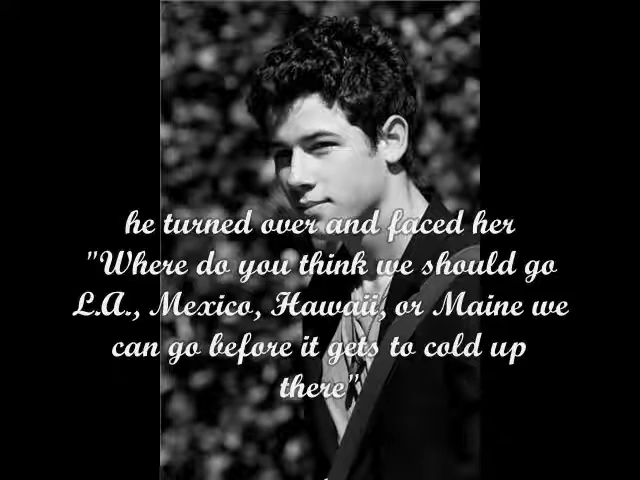 he turned over and faced her
"Where do you think we should go
L.A., Mexico, Hawaii, or Maine we
can go before it gets to cold up
there"